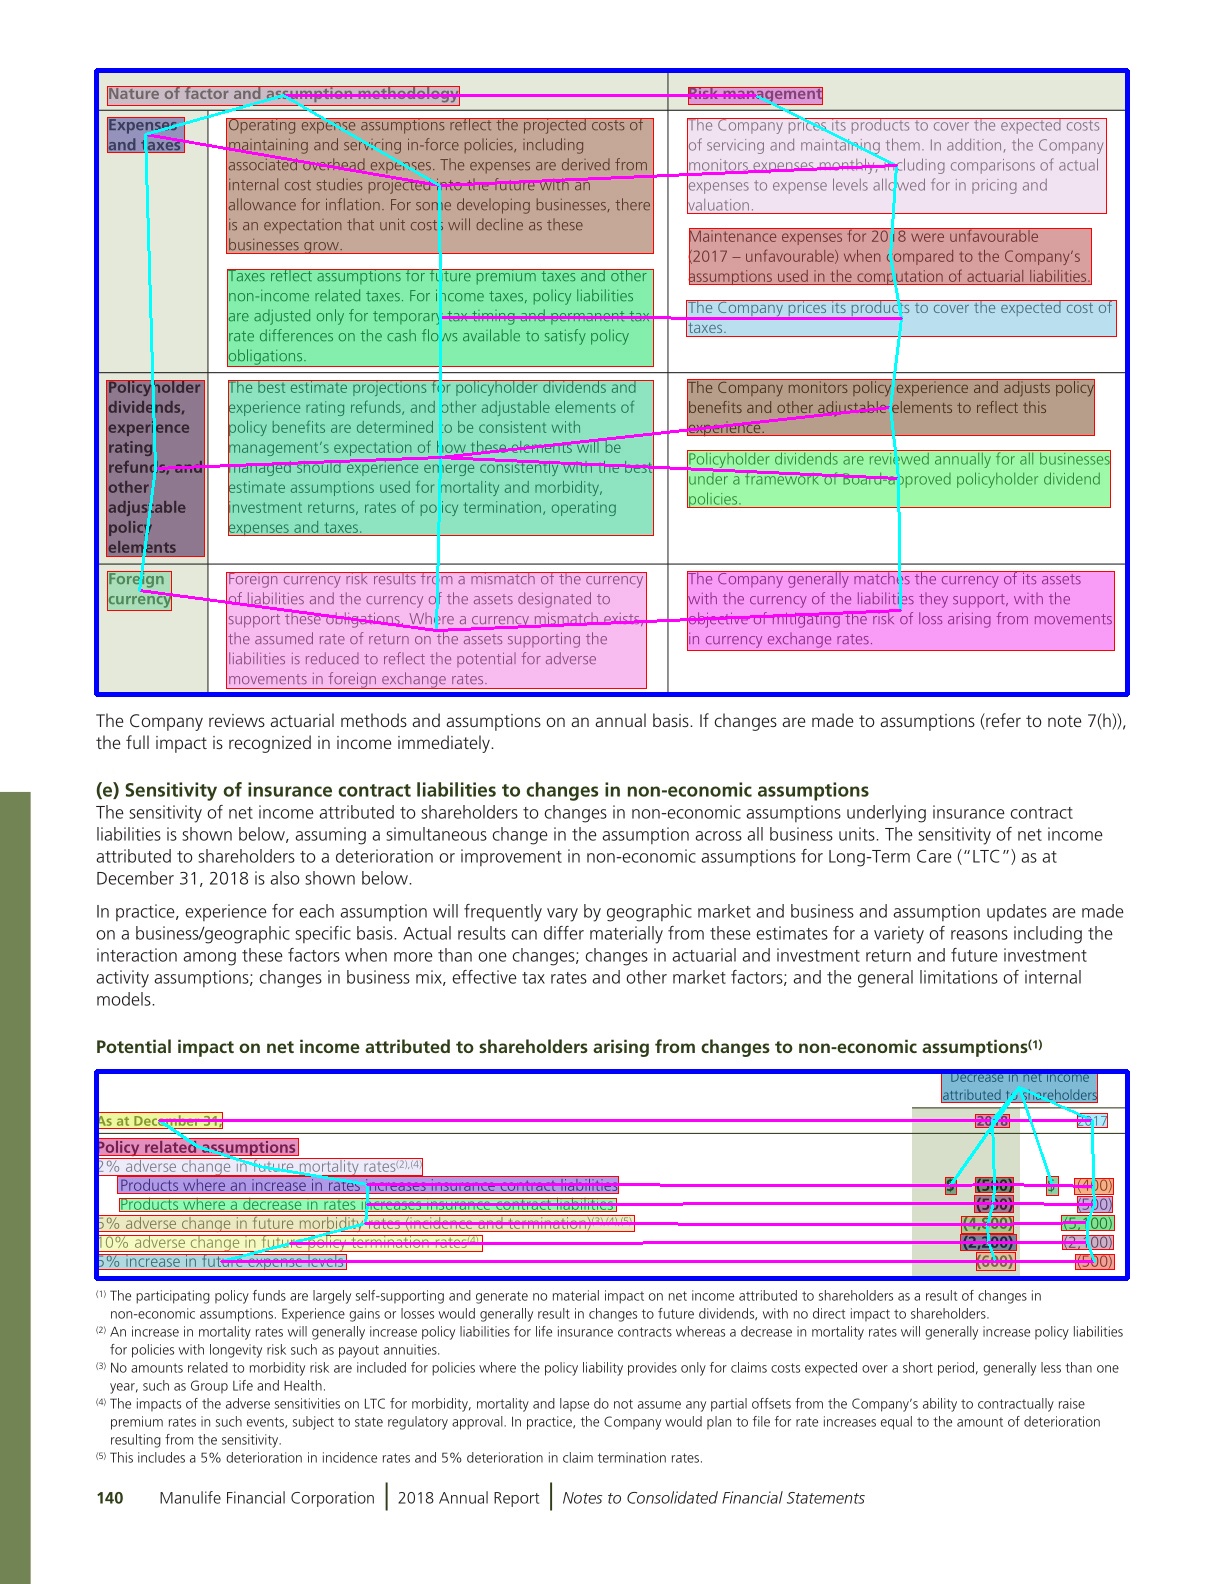 Nature of factor and assumption methodology
Risk management
Expenses
and taxes
Operating expense assumptions reflect the projected costs of
maintaining and servicing in-force policies, including
associated overhead expenses. The expenses are derived from
internal cost studies projected into the future with an
allowance for inflation. For some developing businesses, there
is an expectation that unit costs will decline as these
businesses grow.
The Company prices its products to cover the expected costs
of servicing and maintaining them. In addition, the Company
monitors expenses monthly, including comparisons of actual
expenses to expense levels allowed for in pricing and
valuation.
Maintenance expenses for 2018 were unfavourable
(2017 – unfavourable) when compared to the Company's
assumptions used in the computation of actuarial liabilities.
Taxes reflect assumptions for future premium taxes and other
non-income related taxes. For income taxes, policy liabilities
are adjusted only for temporary tax timing and permanent tax
rate differences on the cash flows available to satisfy policy
obligations.
The Company prices its products to cover the expected cost of
taxes.
Policyholder
dividends,
experience
rating
refunds, and
other
adjustable
policy
elements
The best estimate projections for policyholder dividends and
experience rating refunds, and other adjustable elements of
policy benefits are determined to be consistent with
management's expectation of how these elements will be
managed should experience emerge consistently with the best
estimate assumptions used for mortality and morbidity,
investment returns, rates of policy termination, operating
expenses and taxes.
The Company monitors policy experience and adjusts policy
benefits and other adjustable elements to reflect this
experience.
Policyholder dividends are reviewed annually for all businesses
under a framework of Board-approved policyholder dividend
policies.
Foreign
currency
Foreign currency risk results from a mismatch of the currency
of liabilities and the currency of the assets designated to
support these obligations. Where a currency mismatch exists,
the assumed rate of return on the assets supporting the
liabilities is reduced to reflect the potential for adverse
movements in foreign exchange rates.
The Company generally matches the currency of its assets
with the currency of the liabilities they support, with the
objective of mitigating the risk of loss arising from movements
in currency exchange rates.
The Company reviews actuarial methods and assumptions on an annual basis. If changes are made to assumptions (refer to note 7(h)),
the full impact is recognized in income immediately.
(e) Sensitivity of insurance contract liabilities to changes in non-economic assumptions
The sensitivity of net income attributed to shareholders to changes in non-economic assumptions underlying insurance contract
liabilities is shown below, assuming a simultaneous change in the assumption across all business units. The sensitivity of net income
attributed to shareholders to a deterioration or improvement in non-economic assumptions for Long-Term Care ("LTC") as at
December 31, 2018 is also shown below.
In practice, experience for each assumption will frequently vary by geographic market and business and assumption updates are made
on a business/geographic specific basis. Actual results can differ materially from these estimates for a variety of reasons including the
interaction among these factors when more than one changes; changes in actuarial and investment return and future investment
activity assumptions; changes in business mix, effective tax rates and other market factors; and the general limitations of internal
models.
Potential impact on net income attributed to shareholders arising from changes to non-economic assumptions(1)
Decrease in net income
attributed to shareholders
As at December 31, 2018 2017
Policy related assumptions
2% adverse change in future mortality rates(2),(4)
Products where an increase in rates increases insurance contract liabilities $ (500) $ (400)
Products where a decrease in rates increases insurance contract liabilities (500) (500)
5% adverse change in future morbidity rates (incidence and termination)(3),(4),(5)
10% adverse change in future policy termination rates(4) (2,200)
5% increase in future expense levels (600) (500)
(1) The participating policy funds are largely self-supporting and generate no material impact on net income attributed to shareholders as a result of changes in
non-economic assumptions. Experience gains or losses would generally result in changes to future dividends, with no direct impact to shareholders.
(2) An increase in mortality rates will generally increase policy liabilities for life insurance contracts whereas a decrease in mortality rates will generally increase policy liabilities
for policies with longevity risk such as payout annuities.
(3) No amounts related to morbidity risk are included for policies where the policy liability provides only for claims costs expected over a short period, generally less than one
year, such as Group Life and Health.
(4) The impacts of the adverse sensitivities on LTC for morbidity, mortality and lapse do not assume any partial offsets from the Company's ability to contractually raise
premium rates in such events, subject to state regulatory approval. In practice, the Company would plan to file for rate increases equal to the amount of deterioration
resulting from the sensitivity.
(5) This includes a 5% deterioration in incidence rates and 5% deterioration in claim termination rates.
140 Manulife Financial Corporation 2018 Annual Report Notes to Consolidated Financial Statements